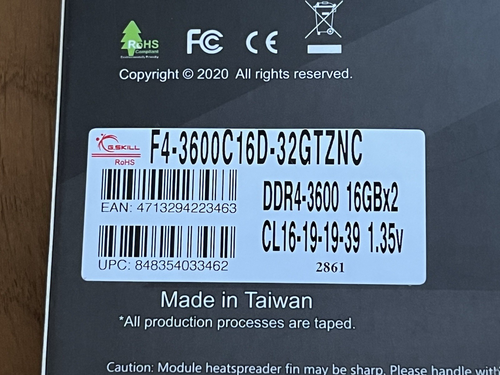 RoHS
Compliant
Environmentally Friendly
FC CE
Copyright © 2020 All rights reserved.
G.SKILL
RoHS
F4-3600C16D-32GTZNC
EAN: 4713294223463
DDR4-3600 16GBx2
CL16-19-19-39 1.35v
UPC: 848354033462
2861
Made in Taiwan
*All production processes are taped.
Caution: Module heatspreader fin may be sharp. Please handle with